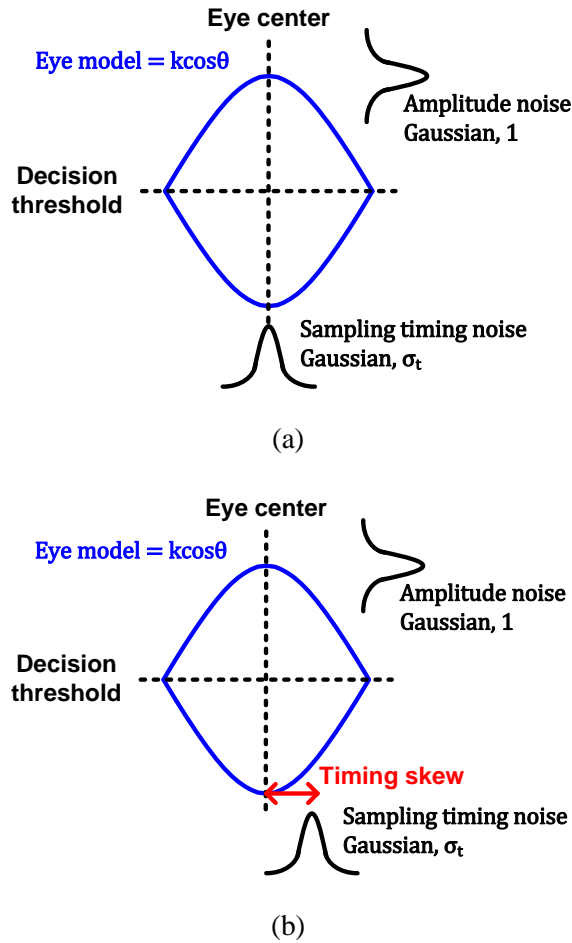 Eye center
Eye model = kcosθ
Amplitude noise
Gaussian, 1
Decision
threshold
Sampling timing noise
Gaussian, σt
(a)
Eye center
Eye model = kcosθ
Amplitude noise
Gaussian, 1
Decision
threshold
Timing skew
Sampling timing noise
Gaussian, σt
(b)